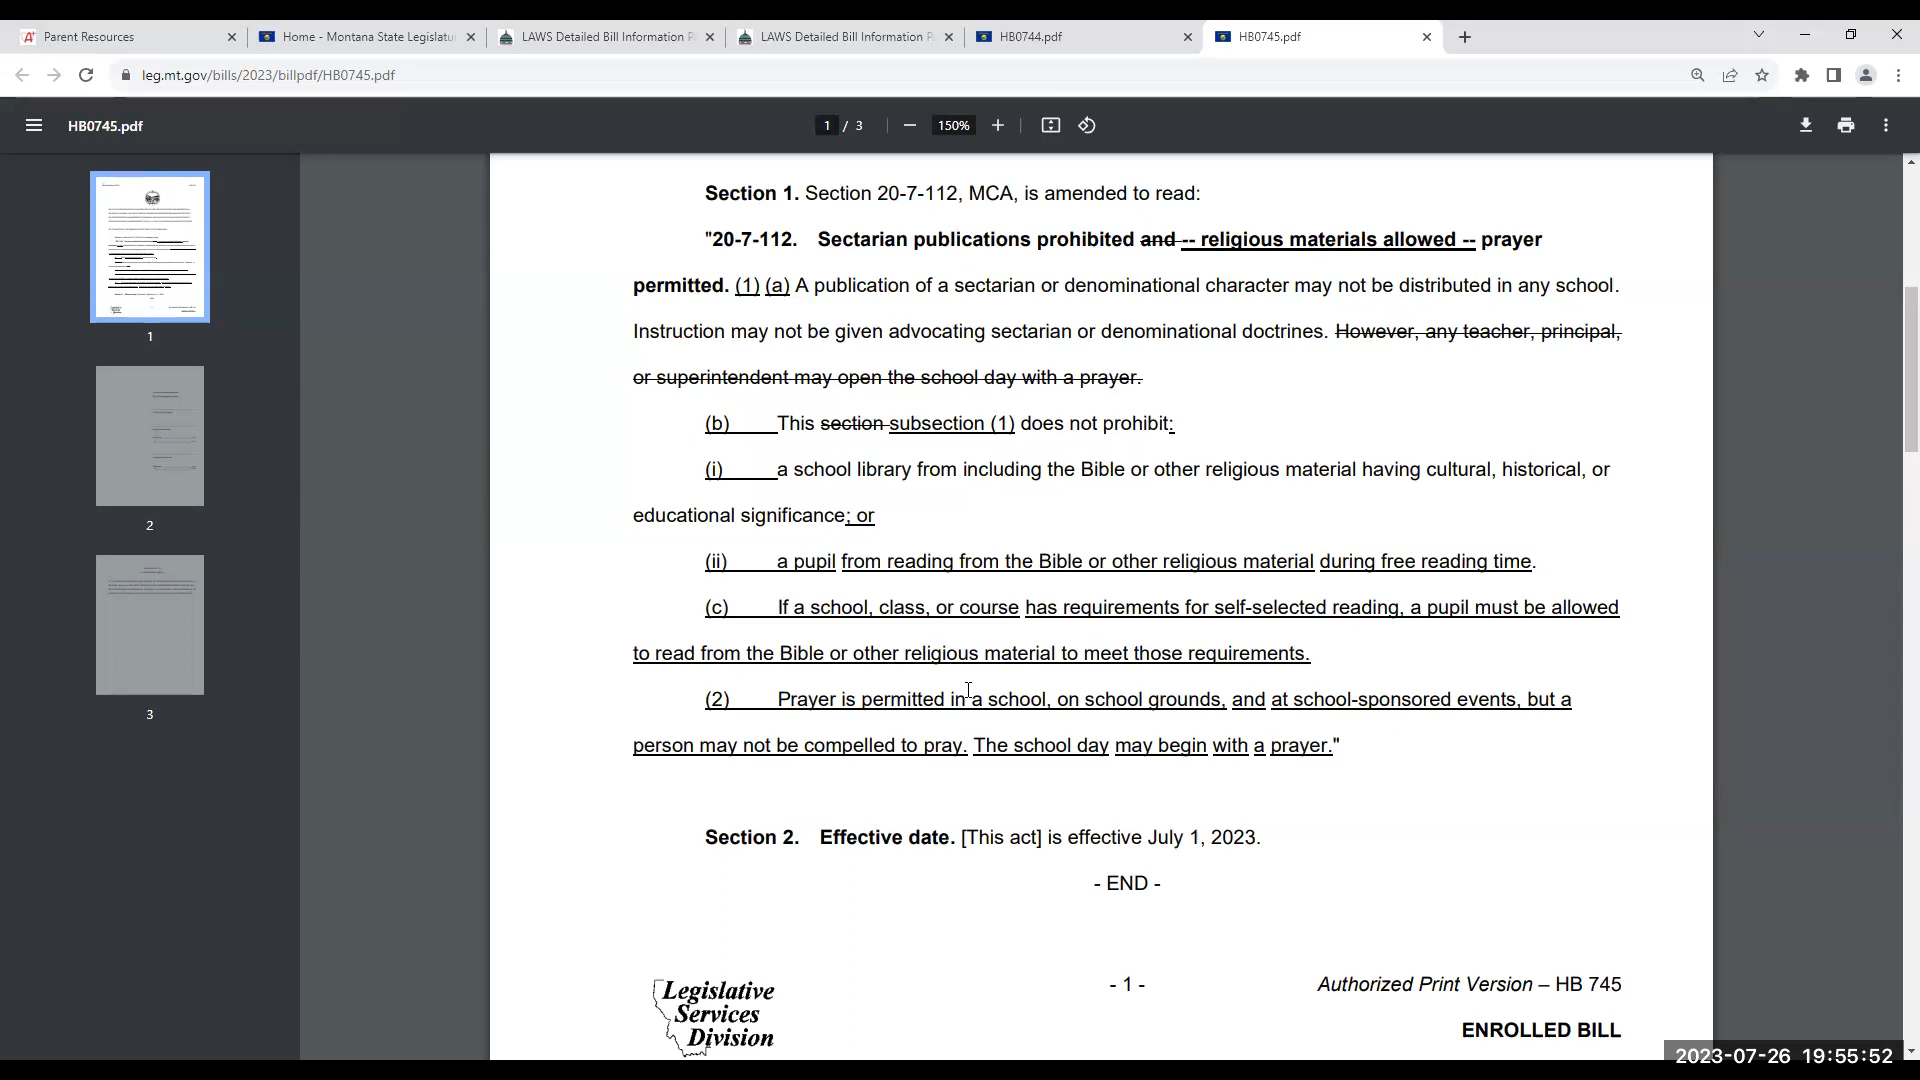 Parent Resources
Home - Montana State Legislatu
LAWS Detailed Bill Information P
LAWS Detailed Bill Information P
HB0744.pdf
HB0745.pdf
leg.mt.gov/bills/2023/billpdf/HB0745.pdf
HB0745.pdf
1 / 3
150%
Section 1. Section 20-7-112, MCA, is amended to read:
"20-7-112. Sectarian publications prohibited and -- religious materials allowed -- prayer
permitted. (1) (a) A publication of a sectarian or denominational character may not be distributed in any school.
Instruction may not be given advocating sectarian or denominational doctrines. However, any teacher, principal,
or superintendent may open the school day with a prayer.
(b) This section subsection (1) does not prohibit:
(i) a school library from including the Bible or other religious material having cultural, historical, or
educational significance; or
(ii) a pupil from reading from the Bible or other religious material during free reading time.
(c) If a school, class, or course has requirements for self-selected reading, a pupil must be allowed
to read from the Bible or other religious material to meet those requirements.
(2) Prayer is permitted in a school, on school grounds, and at school-sponsored events, but a
person may not be compelled to pray. The school day may begin with a prayer."
Section 2. Effective date. [This act] is effective July 1, 2023.
- END -
Legislative
Services
Division
- 1 -
Authorized Print Version – HB 745
ENROLLED BILL
1
2
3
2023-07-26 19:55:52